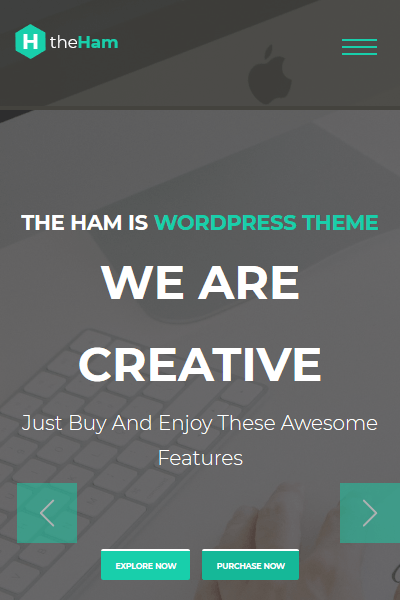 H theHam
THE HAM IS WORDPRESS THEME
WE ARE
CREATIVE
Just Buy And Enjoy These Awesome
Features
EXPLORE NOW
PURCHASE NOW